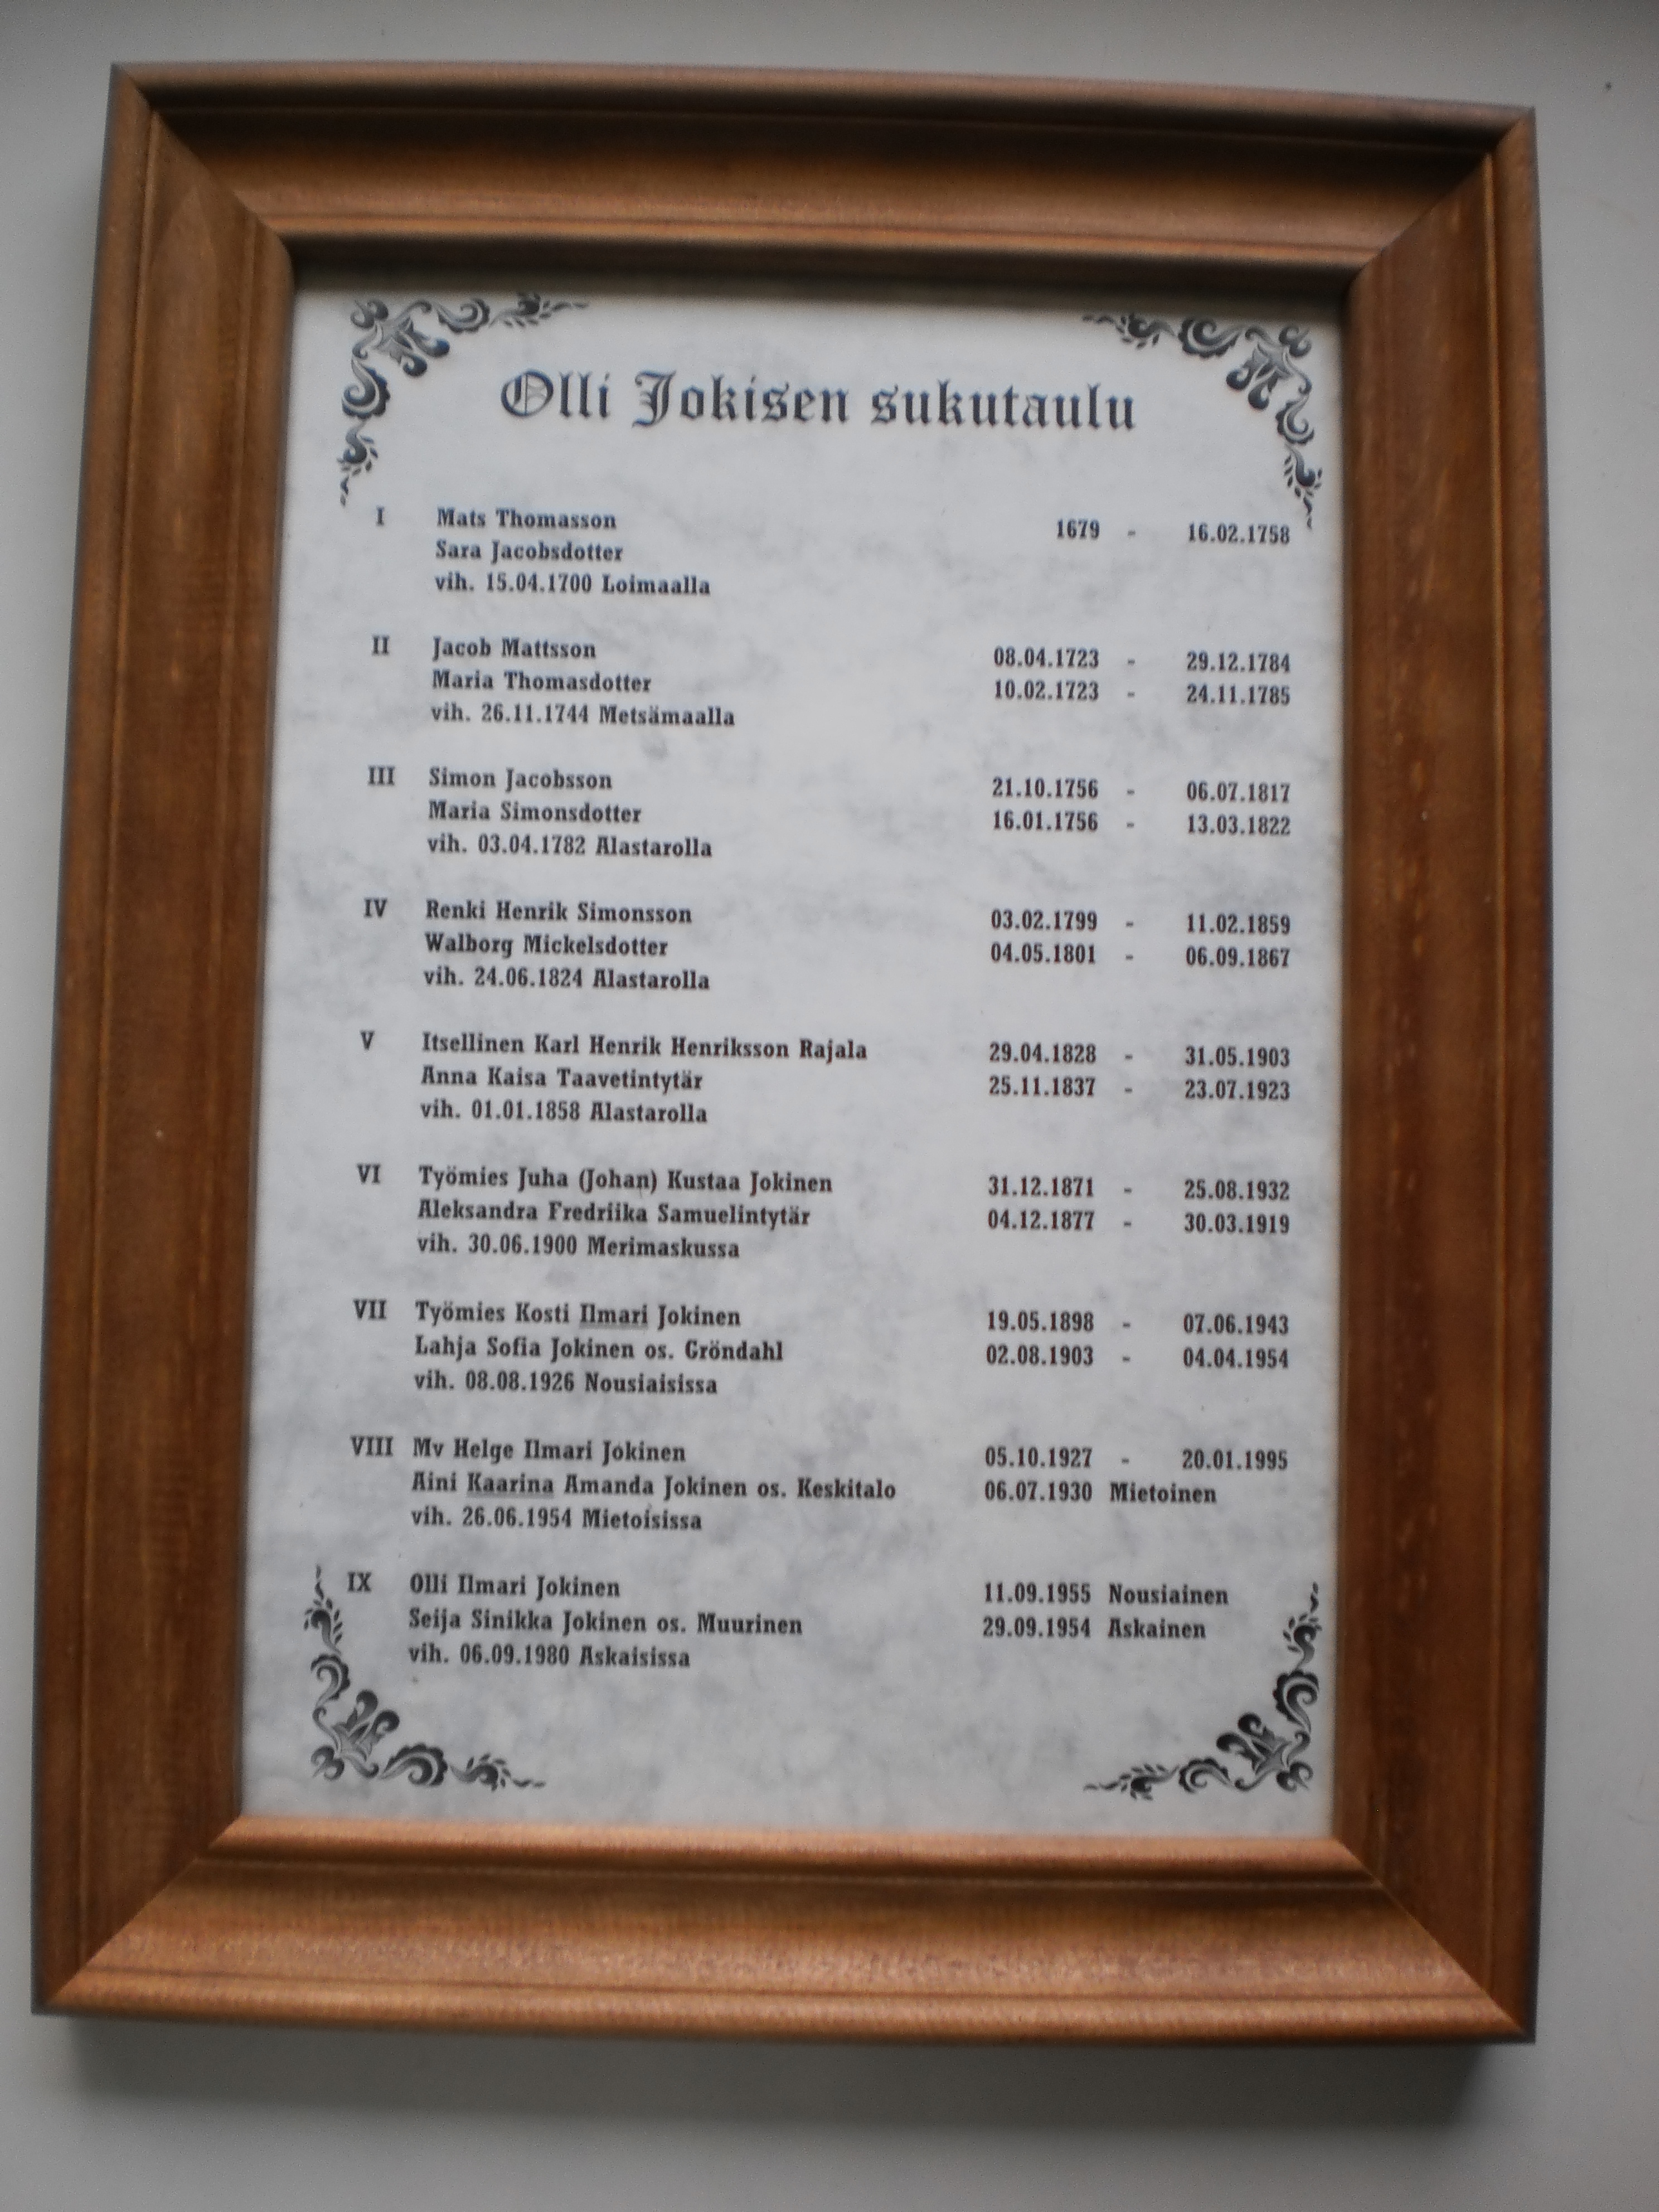 Olli Jokisen sukutaulu
I Mats Thomasson 1679 - 16.02.1758
Sara Jacobsdotter
vih. 15.04.1700 Loimaalla
II Jacob Mattsson 08.04.1723 - 29.12.1784
Maria Thomasdotter 10.02.1723 - 24.11.1785
vih. 26.11.1744 Metsämaalla
III Simon Jacobsson 21.10.1756 - 06.07.1817
Maria Simonsdotter 16.01.1756 - 13.03.1822
vih. 03.04.1782 Alastarolla
IV Renki Henrik Simonsson 03.02.1799 - 11.02.1859
Walborg Mickelsdotter 04.05.1801 - 06.09.1867
vih. 24.06.1824 Alastarolla
V Itsellinen Karl Henrik Henriksson Rajala 29.04.1828 - 31.05.1903
Anna Kaisa Taavetintytär 25.11.1837 - 23.07.1923
vih. 01.01.1858 Alastarolla
VI Työmies Juha (Johan) Kustaa Jokinen 31.12.1871 - 25.08.1932
Aleksandra Fredriika Samuelintytär 04.12.1877 - 30.03.1919
vih. 30.06.1900 Merimaskussa
VII Työmies Kosti Ilmari Jokinen 19.05.1898 - 07.06.1943
Lahja Sofia Jokinen os. Gröndahl 02.08.1903 - 04.04.1954
vih. 08.08.1926 Nousiaisissa
VIII Mv Helge Ilmari Jokinen 05.10.1927 - 20.01.1995
Aini Kaarina Amanda Jokinen os. Keskitalo 06.07.1930 Mietoinen
vih. 26.06.1954 Mietoisissa
IX Olli Ilmari Jokinen 11.09.1955 Nousiainen
Seija Sinikka Jokinen os. Muurinen 29.09.1954 Askainen
vih. 06.09.1980 Askaisissa